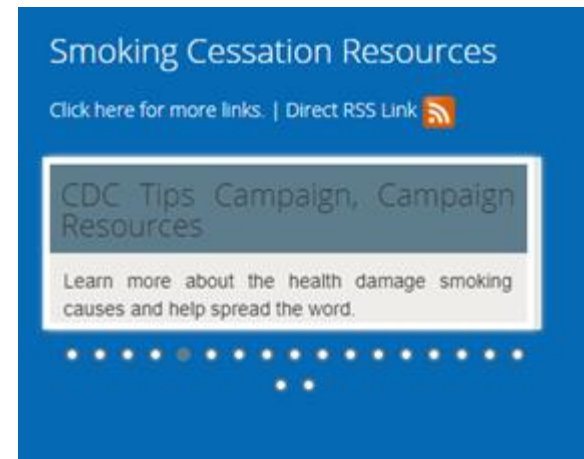 Smoking Cessation Resources
Click here for more links. | Direct RSS Link
CDC Tips Campaign, Campaign
Resources
Learn more about the health damage smoking
causes and help spread the word.